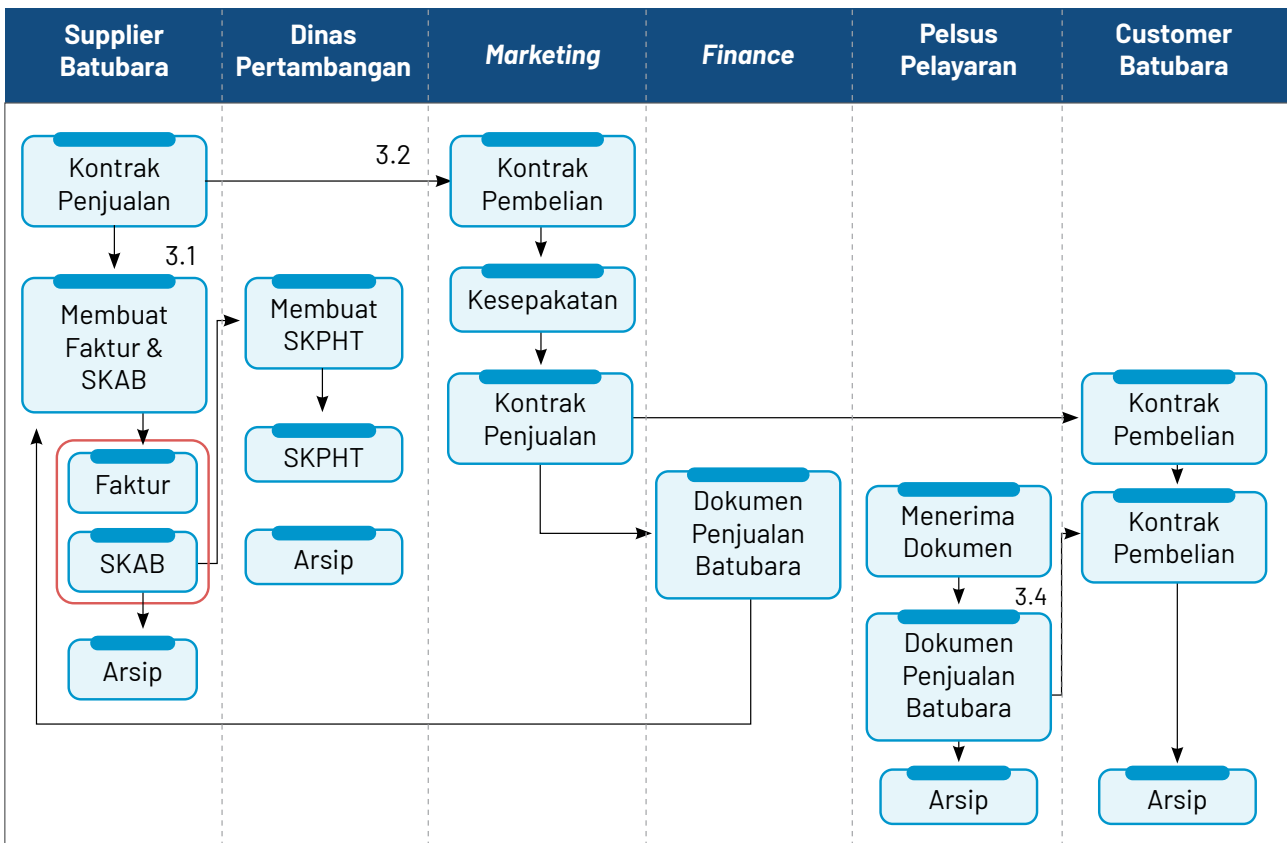 Supplier
Batubara
Dinas
Pertambangan
Marketing
Finance
Pelsus
Pelayaran
Customer
Batubara
Kontrak
Penjualan
3.2
Kontrak
Pembelian
3.1
Membuat
Faktur &
SKAB
Membuat
SKPHT
Kesepakatan
Kontrak
Penjualan
Kontrak
Pembelian
Faktur
SKPHT
Dokumen
Penjualan
Batubara
Menerima
Dokumen
Kontrak
Pembelian
SKAB
Arsip
3.4
Arsip
Dokumen
Penjualan
Batubara
Arsip
Arsip